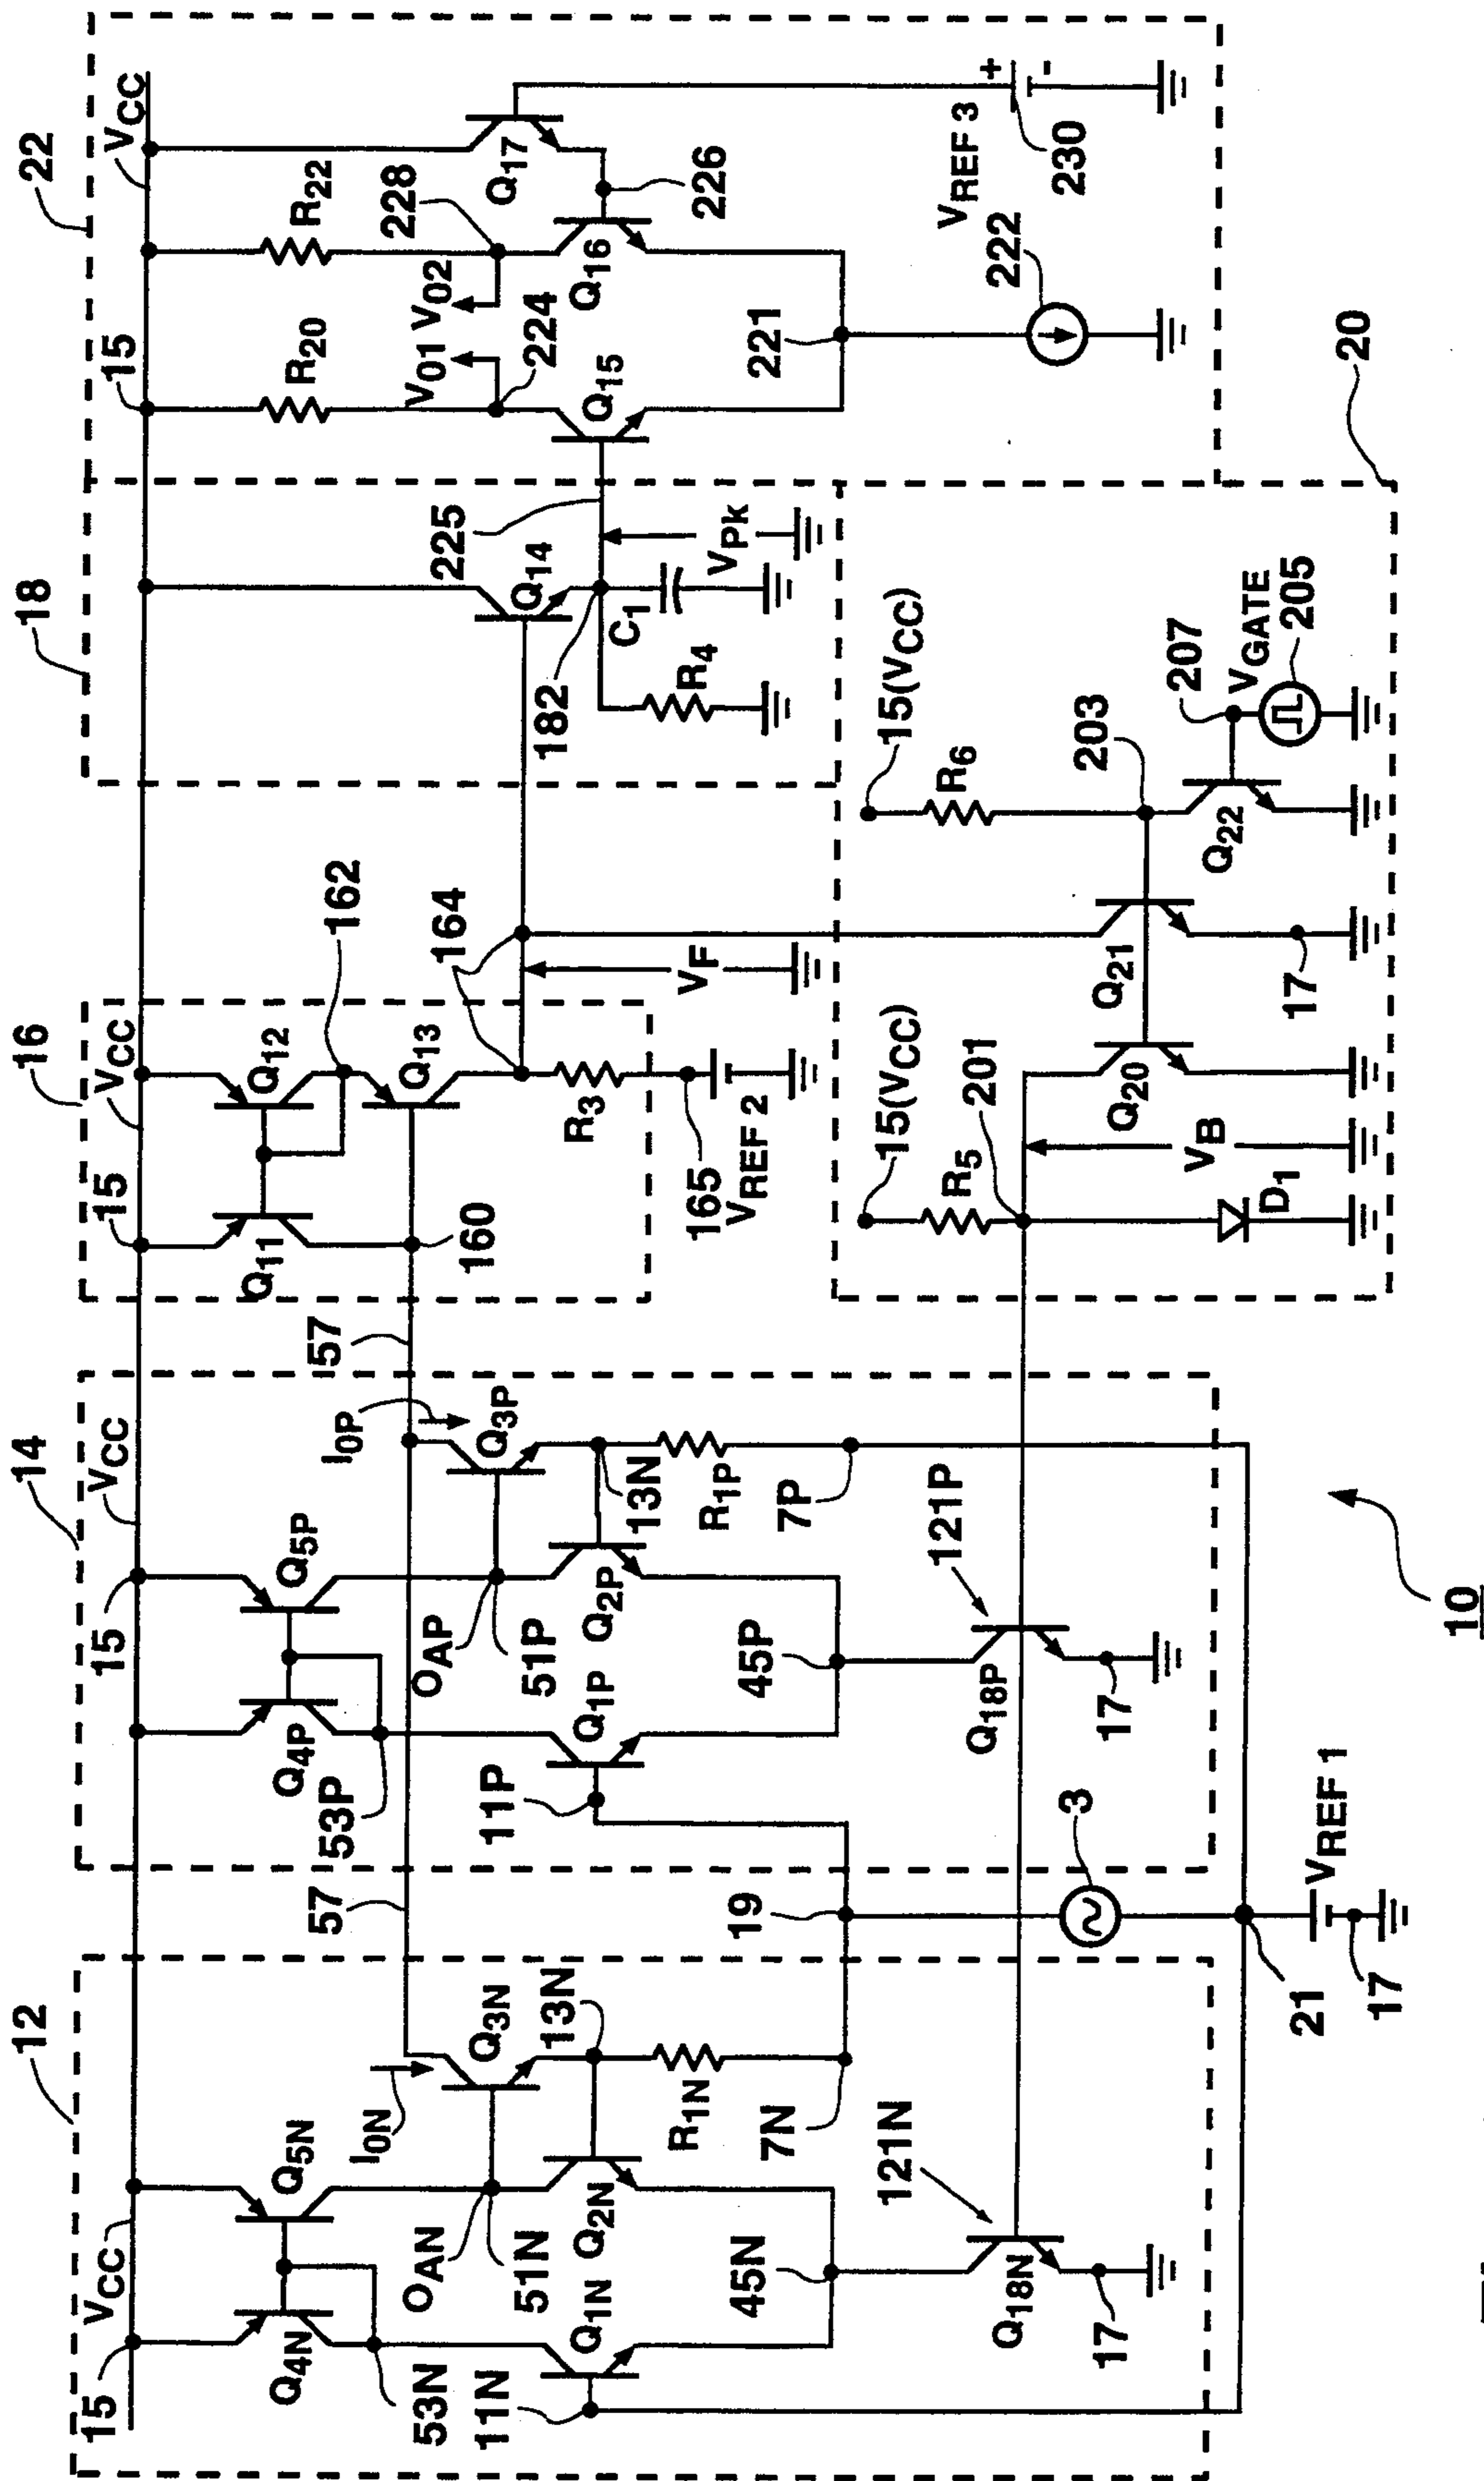 12
14
16
18
22
15
VCC
Q4N
Q5N
53N
OAN
51N
I0N
Q3N
13N
11N
Q1N
Q2N
R1N
7N
45N
121N
Q18N
17
57
19
3
21
VREF 1
17
15
VCC
Q4P
Q5P
53P
OAP
51P
I0P
Q3P
13N
11P
Q1P
Q2P
R1P
7P
45P
121P
Q18P
17
10
57
15
VCC
Q11
Q12
162
160
Q13
164
R3
165
VREF 2
VF
15(VCC)
R5
201
VB
D1
Q20
Q21
17
15(VCC)
R6
203
Q22
207
VGATE
205
20
Q14
225
182
C1
R4
VPk
15
VCC
R20
R22
V01
V02
224
228
Q15
Q16
Q17
226
221
222
VREF 3
+
-
230